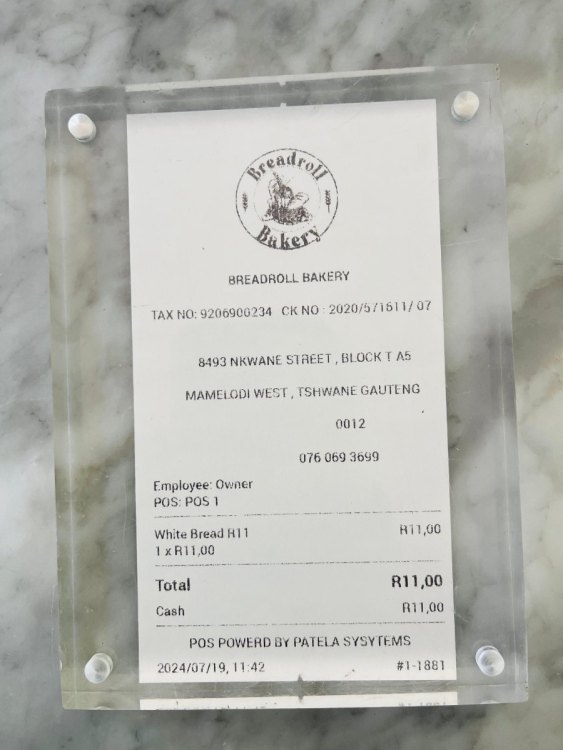 Breadroll
Bakery
BREADROLL BAKERY
TAX NO: 9206900234 CK NO : 2020/571611/ 07
8493 NKWANE STREET , BLOCK T A5
MAMELODI WEST , TSHWANE GAUTENG
0012
076 069 3699
Employee: Owner
POS: POS 1
White Bread R11 R11,00
1 x R11,00
Total R11,00
Cash R11,00
POS POWERD BY PATELA SYSYTEMS
2024/07/19, 11:42 #1-1881